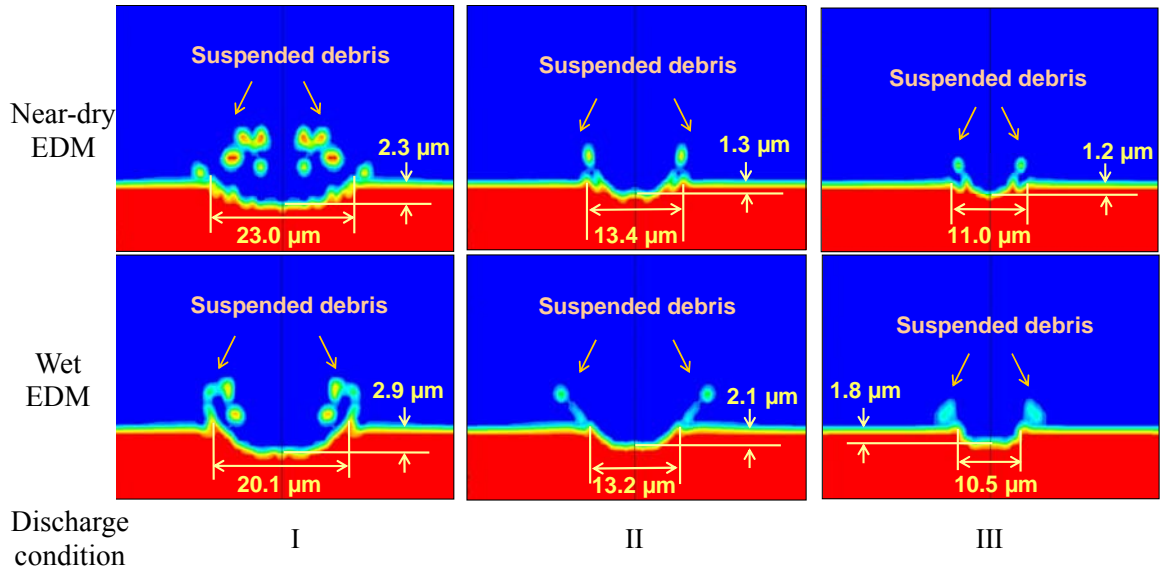 Near-dry
EDM
Suspended debris
2.3 µm
23.0 µm
Suspended debris
1.3 µm
13.4 µm
Suspended debris
1.2 µm
11.0 µm
Wet
EDM
Suspended debris
2.9 µm
20.1 µm
Suspended debris
2.1 µm
13.2 µm
Suspended debris
1.8 µm
10.5 µm
Discharge
condition
I
II
III